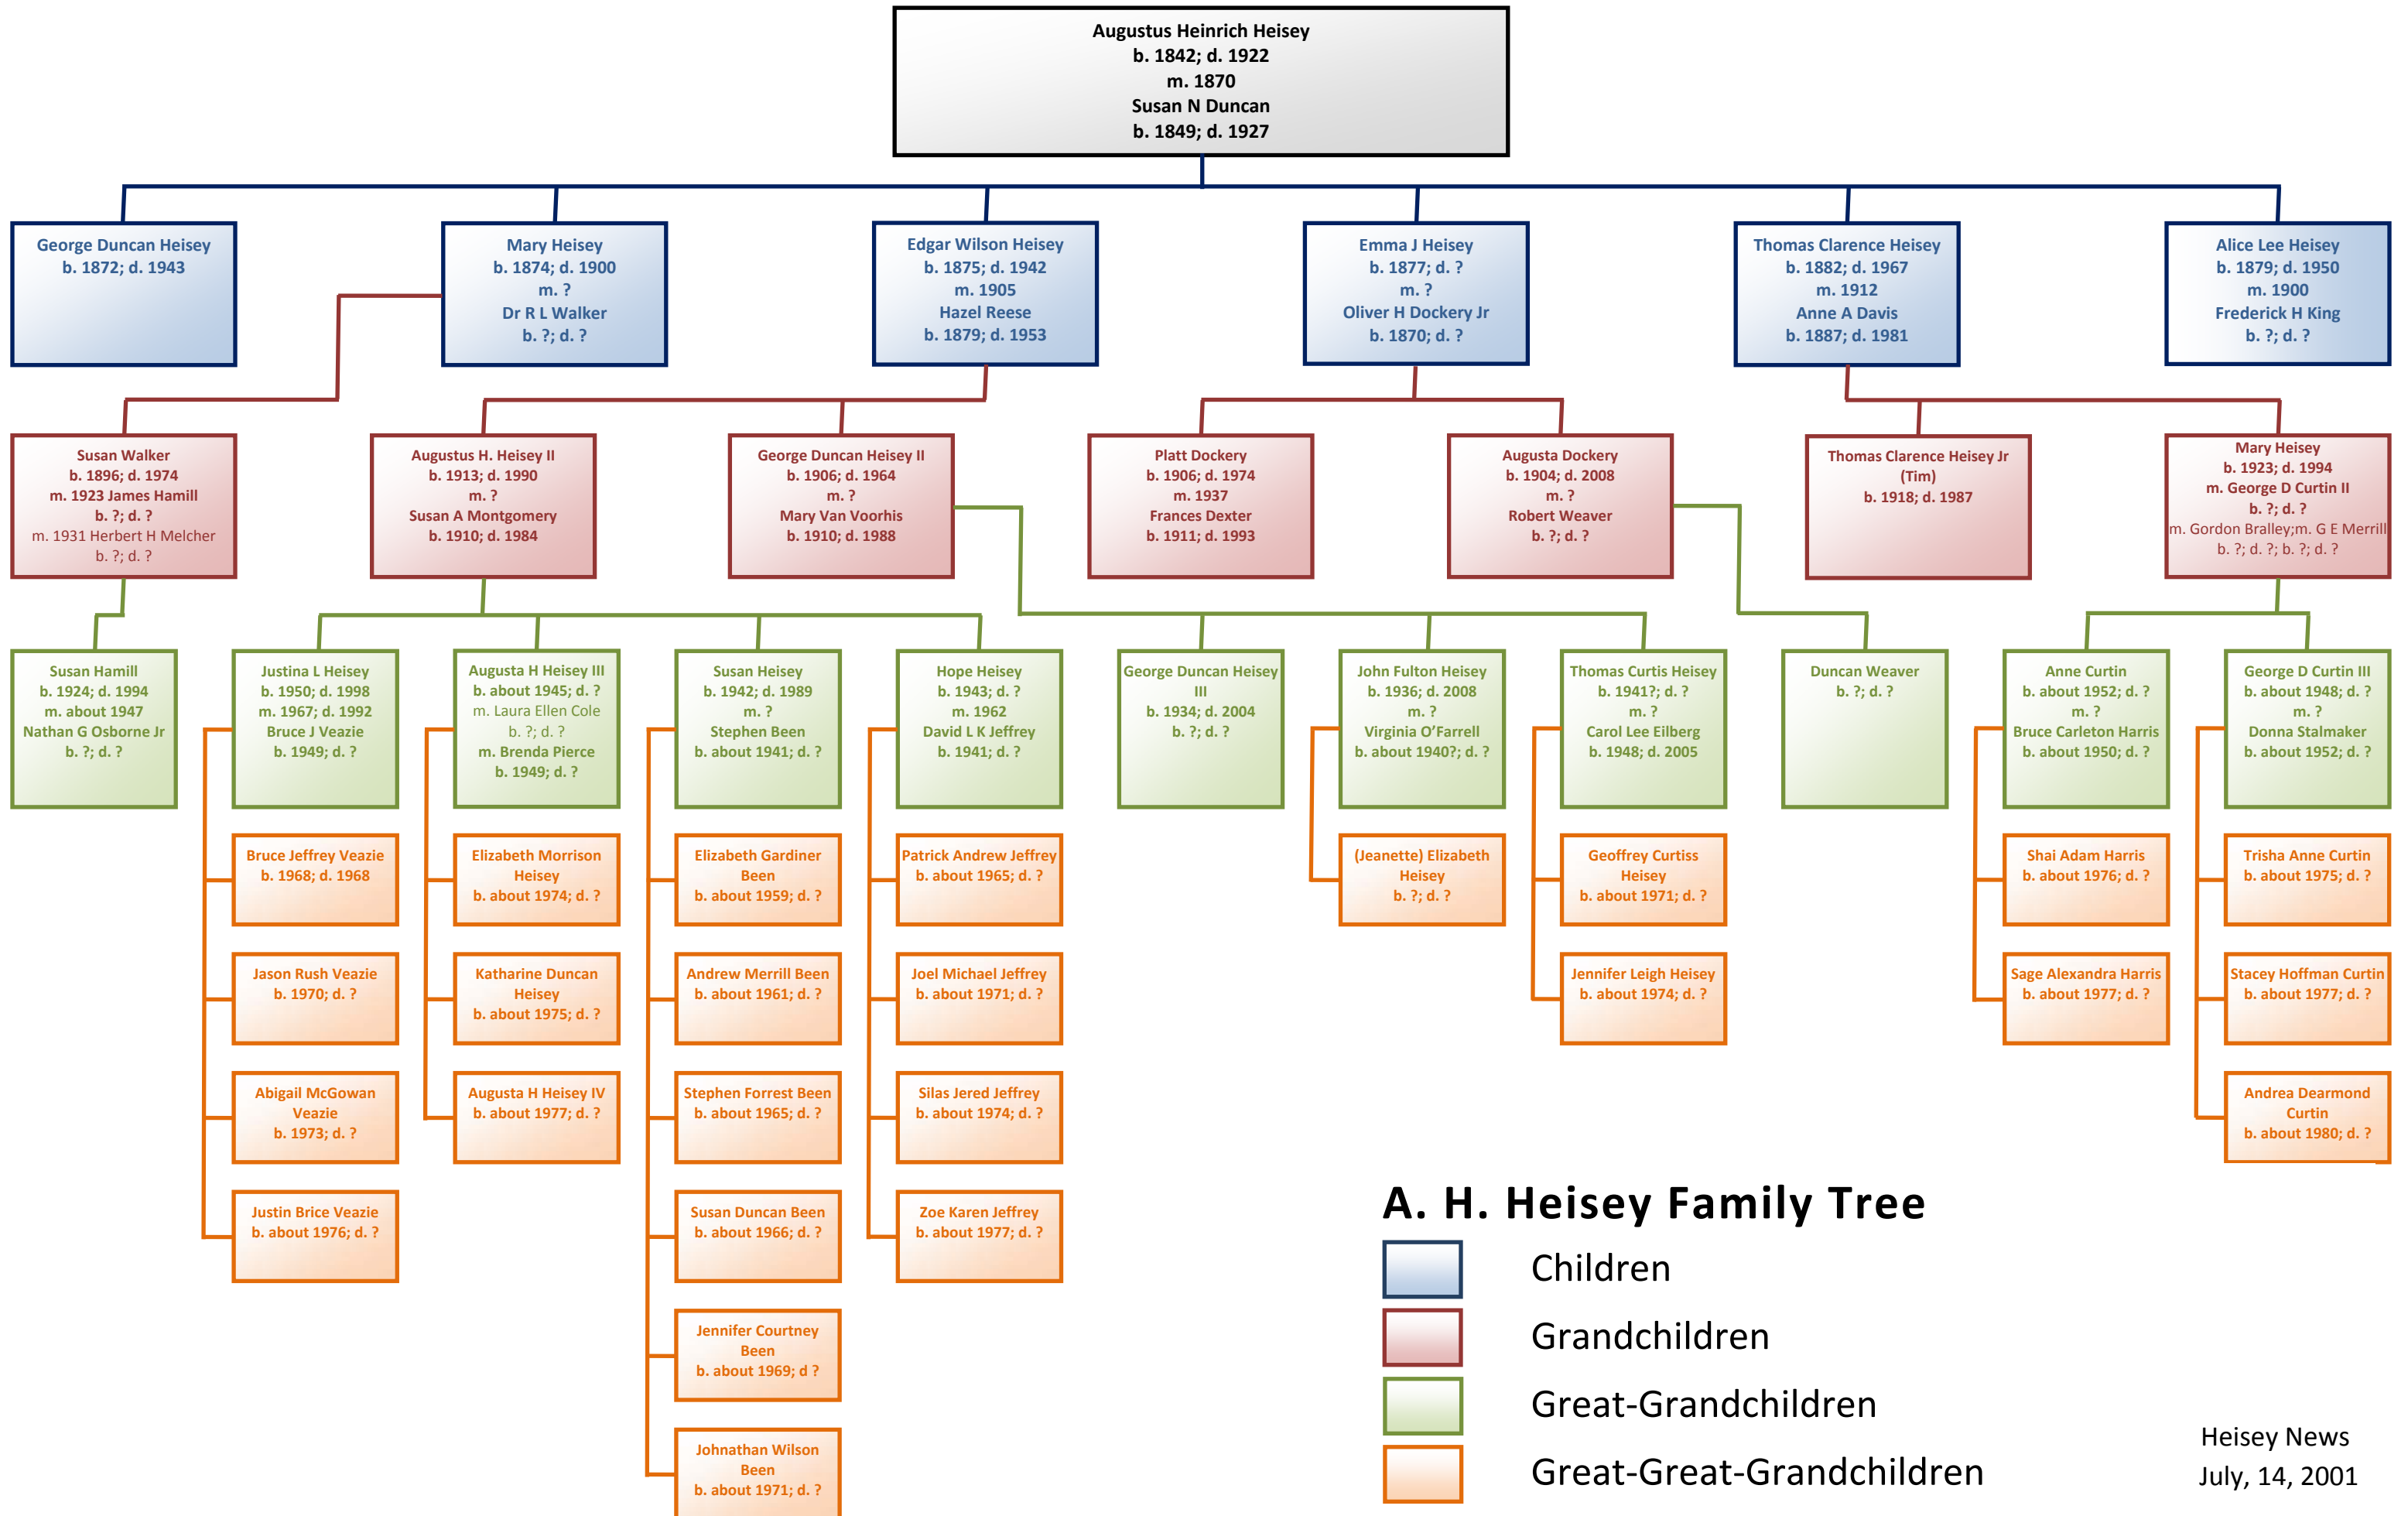 Augustus Heinrich Heisey
b. 1842; d. 1922
m. 1870
Susan N Duncan
b. 1849; d. 1927
George Duncan Heisey
b. 1872; d. 1943
Mary Heisey
b. 1874; d. 1900
m. ?
Dr R L Walker
b. ?; d. ?
Edgar Wilson Heisey
b. 1875; d. 1942
m. 1905
Hazel Reese
b. 1879; d. 1953
Emma J Heisey
b. 1877; d. ?
m. ?
Oliver H Dockery Jr
b. 1870; d. ?
Thomas Clarence Heisey
b. 1882; d. 1967
m. 1912
Anne A Davis
b. 1887; d. 1981
Alice Lee Heisey
b. 1879; d. 1950
m. 1900
Frederick H King
b. ?; d. ?
Susan Walker
b. 1896; d. 1974
m. 1923 James Hamill
b. ?; d. ?
m. 1931 Herbert H Melcher
b. ?; d. ?
Augustus H. Heisey II
b. 1913; d. 1990
m. ?
Susan A Montgomery
b. 1910; d. 1984
George Duncan Heisey II
b. 1906; d. 1964
m. ?
Mary Van Voorhis
b. 1910; d. 1988
Platt Dockery
b. 1906; d. 1974
m. 1937
Frances Dexter
b. 1911; d. 1993
Augusta Dockery
b. 1904; d. 2008
m. ?
Robert Weaver
b. ?; d. ?
Thomas Clarence Heisey Jr
(Tim)
b. 1918; d. 1987
Mary Heisey
b. 1923; d. 1994
m. George D Curtin II
b. ?; d. ?
m. Gordon Bralley;m. G E Merrill
b. ?; d. ?; b. ?; d. ?
Susan Hamill
b. 1924; d. 1994
m. about 1947
Nathan G Osborne Jr
b. ?; d. ?
Justina L Heisey
b. 1950; d. 1998
m. 1967; d. 1992
Bruce J Veazie
b. 1949; d. ?
Augusta H Heisey III
b. about 1945; d. ?
m. Laura Ellen Cole
b. ?; d. ?
m. Brenda Pierce
b. 1949; d. ?
Susan Heisey
b. 1942; d. 1989
m. ?
Stephen Been
b. about 1941; d. ?
Hope Heisey
b. 1943; d. ?
m. 1962
David L K Jeffrey
b. 1941; d. ?
George Duncan Heisey
III
b. 1934; d. 2004
b. ?; d. ?
John Fulton Heisey
b. 1936; d. 2008
m. ?
Virginia O’Farrell
b. about 1940?; d. ?
Thomas Curtis Heisey
b. 1941?; d. ?
m. ?
Carol Lee Eilberg
b. 1948; d. 2005
Duncan Weaver
b. ?; d. ?
Anne Curtin
b. about 1952; d. ?
m. ?
Bruce Carleton Harris
b. about 1950; d. ?
George D Curtin III
b. about 1948; d. ?
m. ?
Donna Stalmaker
b. about 1952; d. ?
Bruce Jeffrey Veazie
b. 1968; d. 1968
Elizabeth Morrison
Heisey
b. about 1974; d. ?
Elizabeth Gardiner
Been
b. about 1959; d. ?
Patrick Andrew Jeffrey
b. about 1965; d. ?
(Jeanette) Elizabeth
Heisey
b. ?; d. ?
Geoffrey Curtiss
Heisey
b. about 1971; d. ?
Shai Adam Harris
b. about 1976; d. ?
Trisha Anne Curtin
b. about 1975; d. ?
Jason Rush Veazie
b. 1970; d. ?
Katharine Duncan
Heisey
b. about 1975; d. ?
Andrew Merrill Been
b. about 1961; d. ?
Joel Michael Jeffrey
b. about 1971; d. ?
Jennifer Leigh Heisey
b. about 1974; d. ?
Sage Alexandra Harris
b. about 1977; d. ?
Stacey Hoffman Curtin
b. about 1977; d. ?
Abigail McGowan
Veazie
b. 1973; d. ?
Augusta H Heisey IV
b. about 1977; d. ?
Stephen Forrest Been
b. about 1965; d. ?
Silas Jered Jeffrey
b. about 1974; d. ?
Andrea Dearmond
Curtin
b. about 1980; d. ?
Justin Brice Veazie
b. about 1976; d. ?
Susan Duncan Been
b. about 1966; d. ?
Zoe Karen Jeffrey
b. about 1977; d. ?
Jennifer Courtney
Been
b. about 1969; d ?
Johnathan Wilson
Been
b. about 1971; d. ?
A. H. Heisey Family Tree
Children
Grandchildren
Great-Grandchildren
Great-Great-Grandchildren
Heisey News
July, 14, 2001